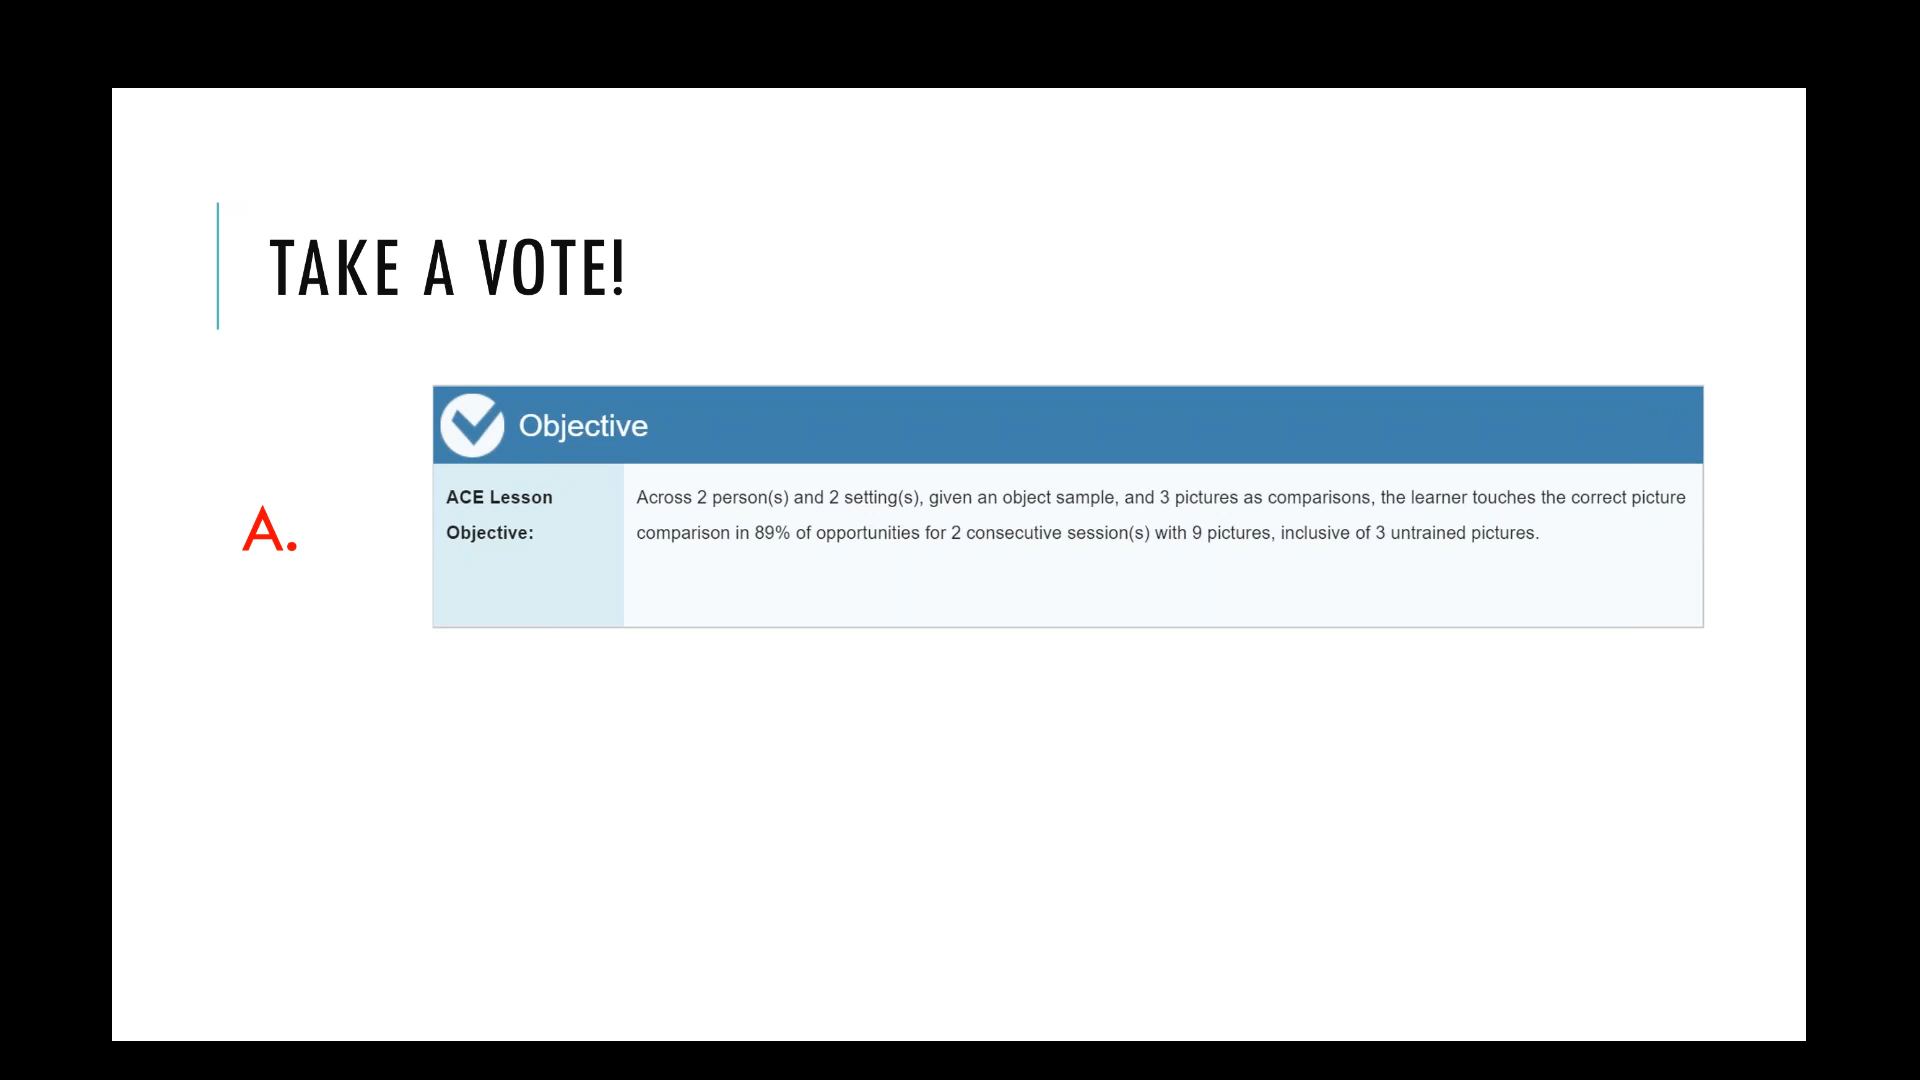 TAKE A VOTE!
Objective
A.
ACE Lesson Objective:
Across 2 person(s) and 2 setting(s), given an object sample, and 3 pictures as comparisons, the learner touches the correct picture
comparison in 89% of opportunities for 2 consecutive session(s) with 9 pictures, inclusive of 3 untrained pictures.